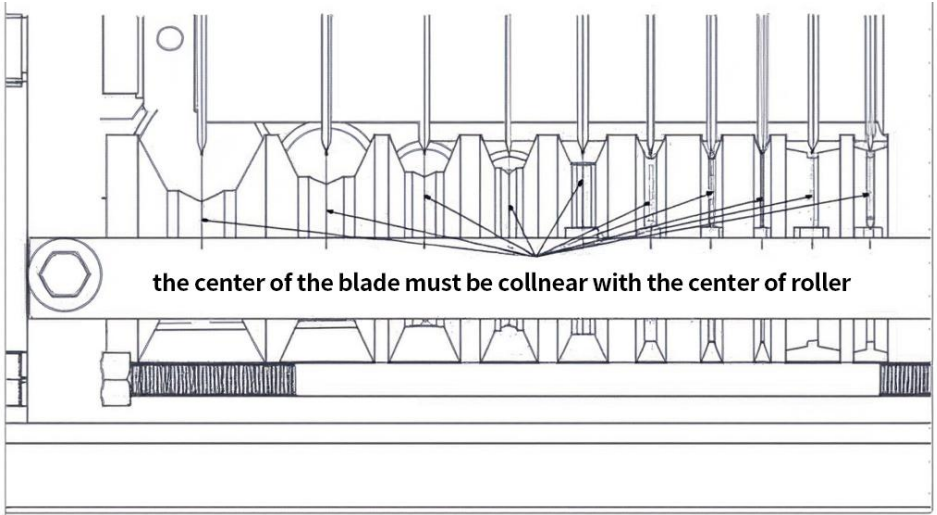 the center of the blade must be collnear with the center of roller